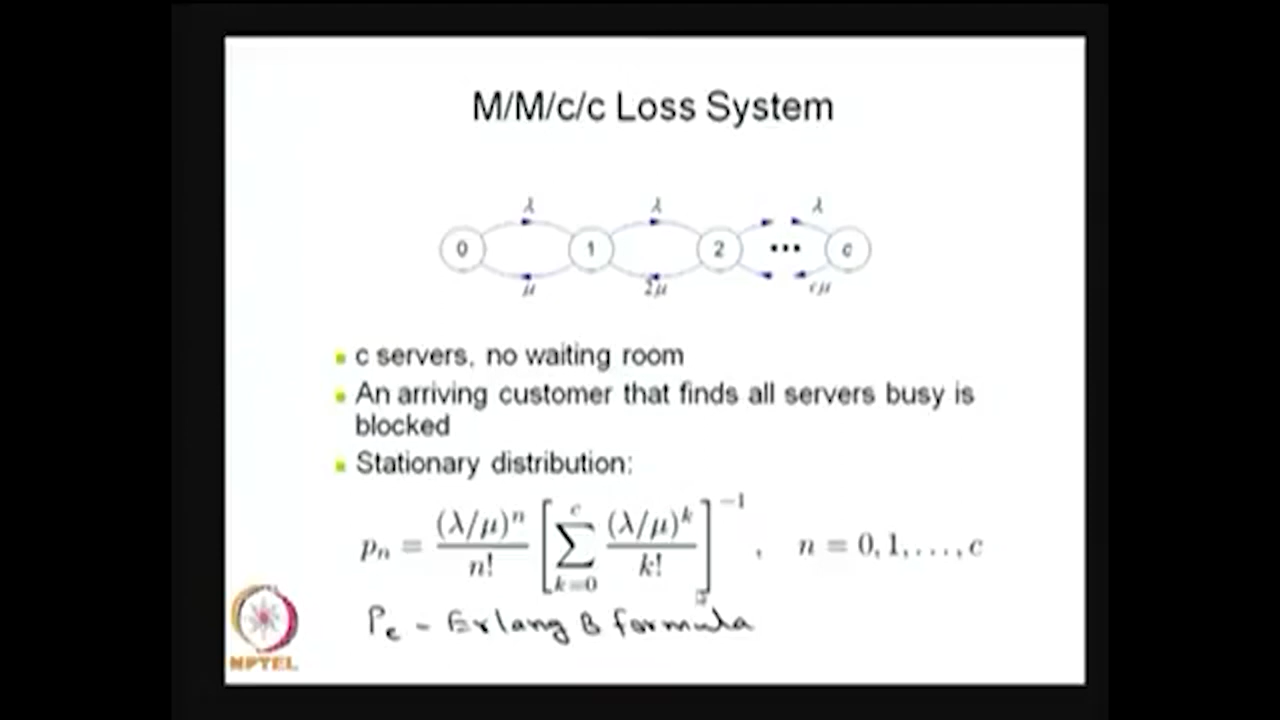 M/M/c/c Loss System
λ λ λ
0 1 2 ••• c
μ 2μ cμ
c servers, no waiting room
An arriving customer that finds all servers busy is
blocked
Stationary distribution:
p_n = (λ/μ)^n / n! [ ∑_{k=0}^{c} (λ/μ)^k / k! ]^{-1} , n = 0, 1, . . . , c
P_c - Erlang B formula
NPTEL